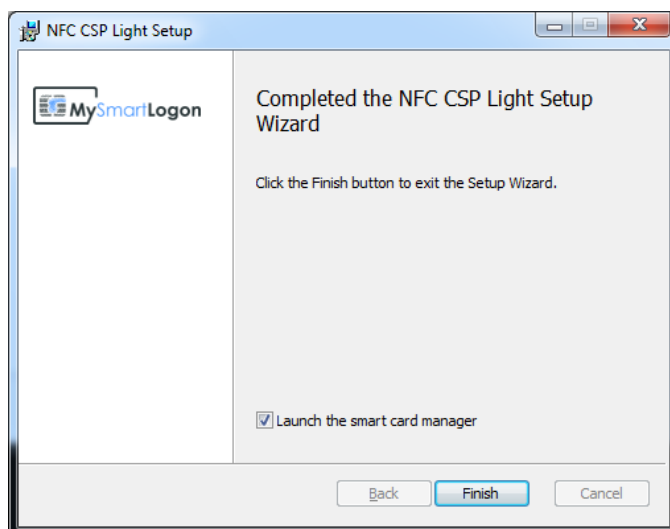 NFC CSP Light Setup
MySmartLogon
Completed the NFC CSP Light Setup
Wizard
Click the Finish button to exit the Setup Wizard.
Launch the smart card manager
Back
Finish
Cancel